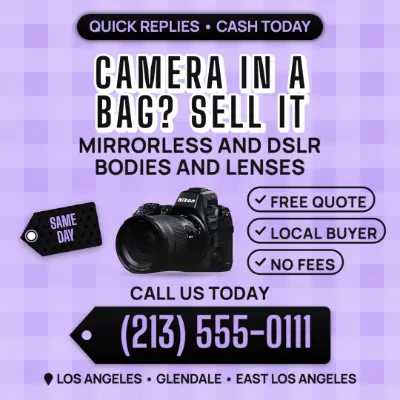 QUICK REPLIES • CASH TODAY
CAMERA IN A
BAG? SELL IT
MIRRORLESS AND DSLR
BODIES AND LENSES
✓ FREE QUOTE
✓ LOCAL BUYER
✓ NO FEES
SAME
DAY
Nikon
CALL US TODAY
(213) 555-0111
LOS ANGELES • GLENDALE • EAST LOS ANGELES